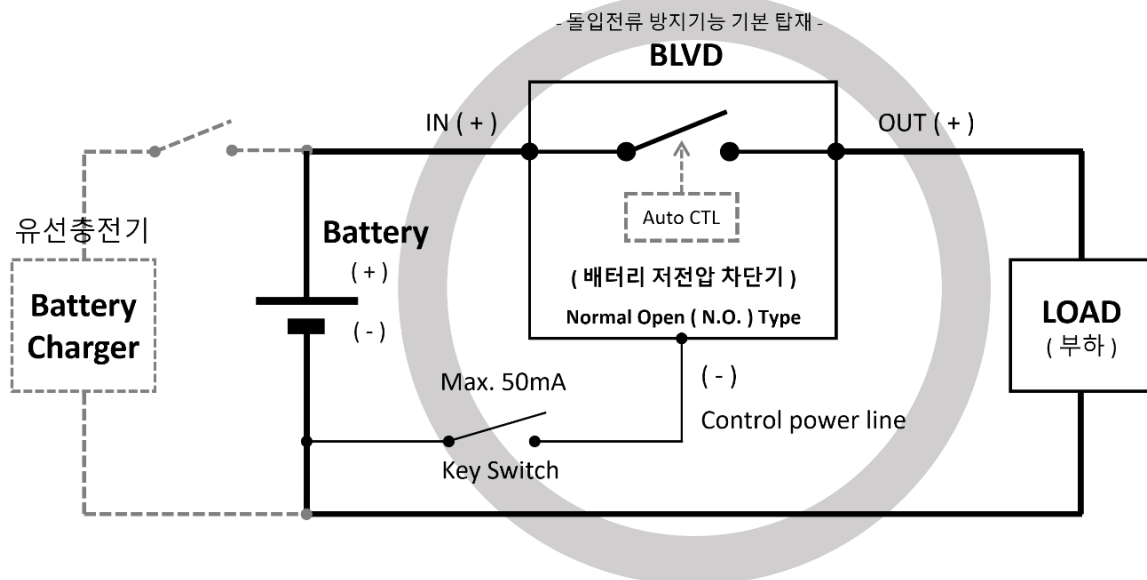 - 돌입전류 방지기능 기본 탑재 -
BLVD
IN ( + )
OUT ( + )
Auto CTL
유선충전기
Battery
Charger
Battery
( + )
( - )
( 배터리 저전압 차단기 )
Normal Open ( N.O. ) Type
LOAD
( 부하 )
Max. 50mA
( - )
Control power line
Key Switch